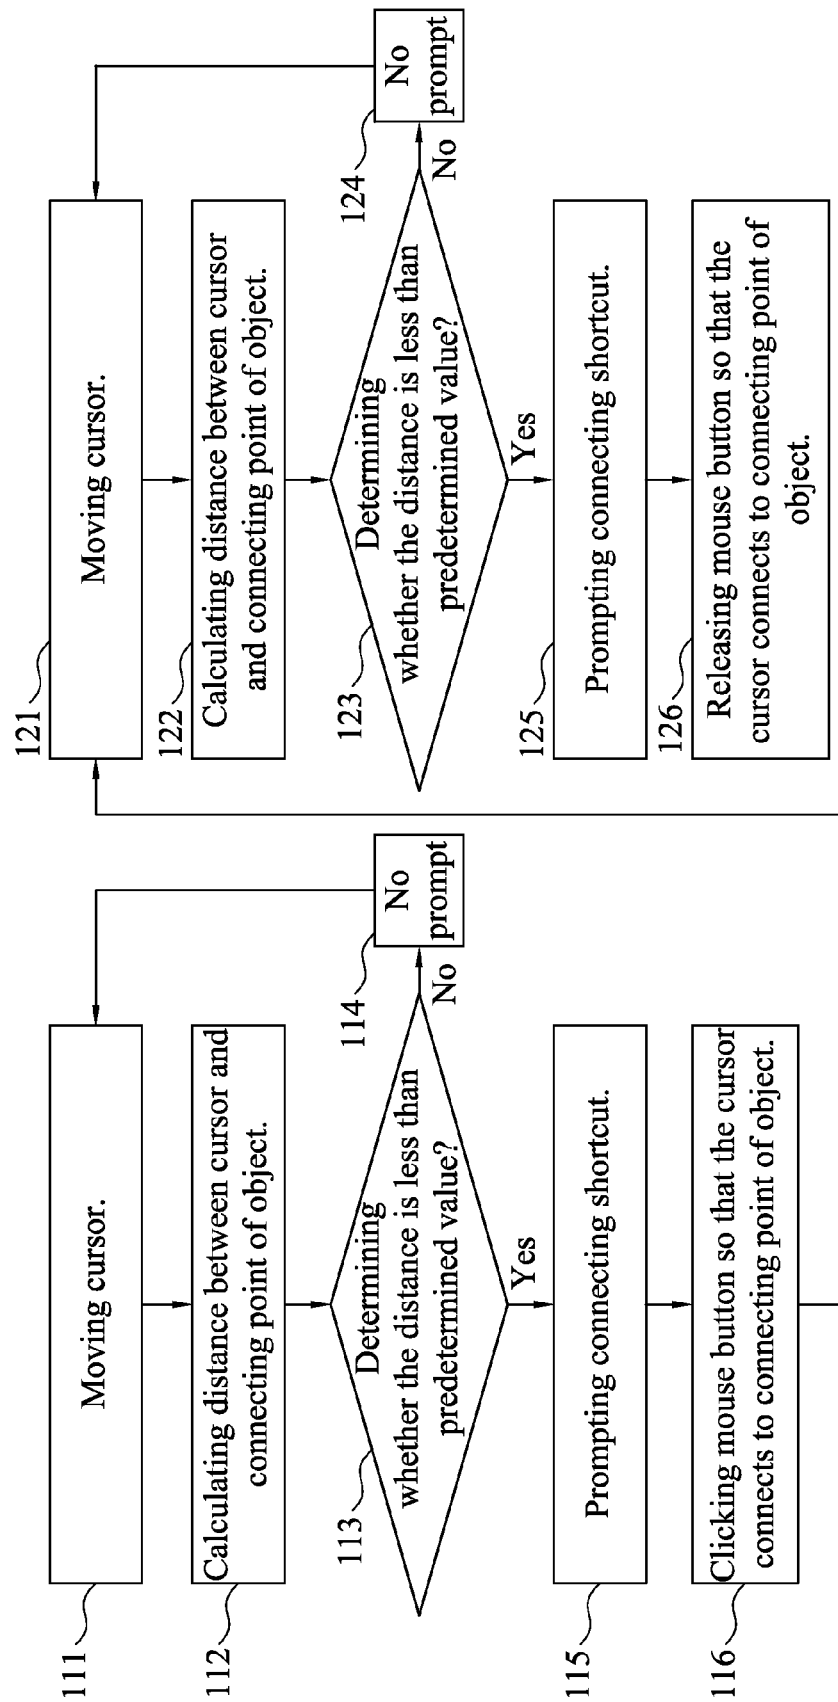 111
Moving cursor.
112
Calculating distance between cursor and
connecting point of object.
113
Determining
whether the distance is less than
predetermined value?
No
114
No
prompt
Yes
115
Prompting connecting shortcut.
116
Clicking mouse button so that the cursor
connects to connecting point of object.
121
Moving cursor.
122
Calculating distance between cursor
and connecting point of object.
123
Determining
whether the distance is less than
predetermined value?
No
124
No
prompt
Yes
125
Prompting connecting shortcut.
126
Releasing mouse button so that the
cursor connects to connecting point of
object.